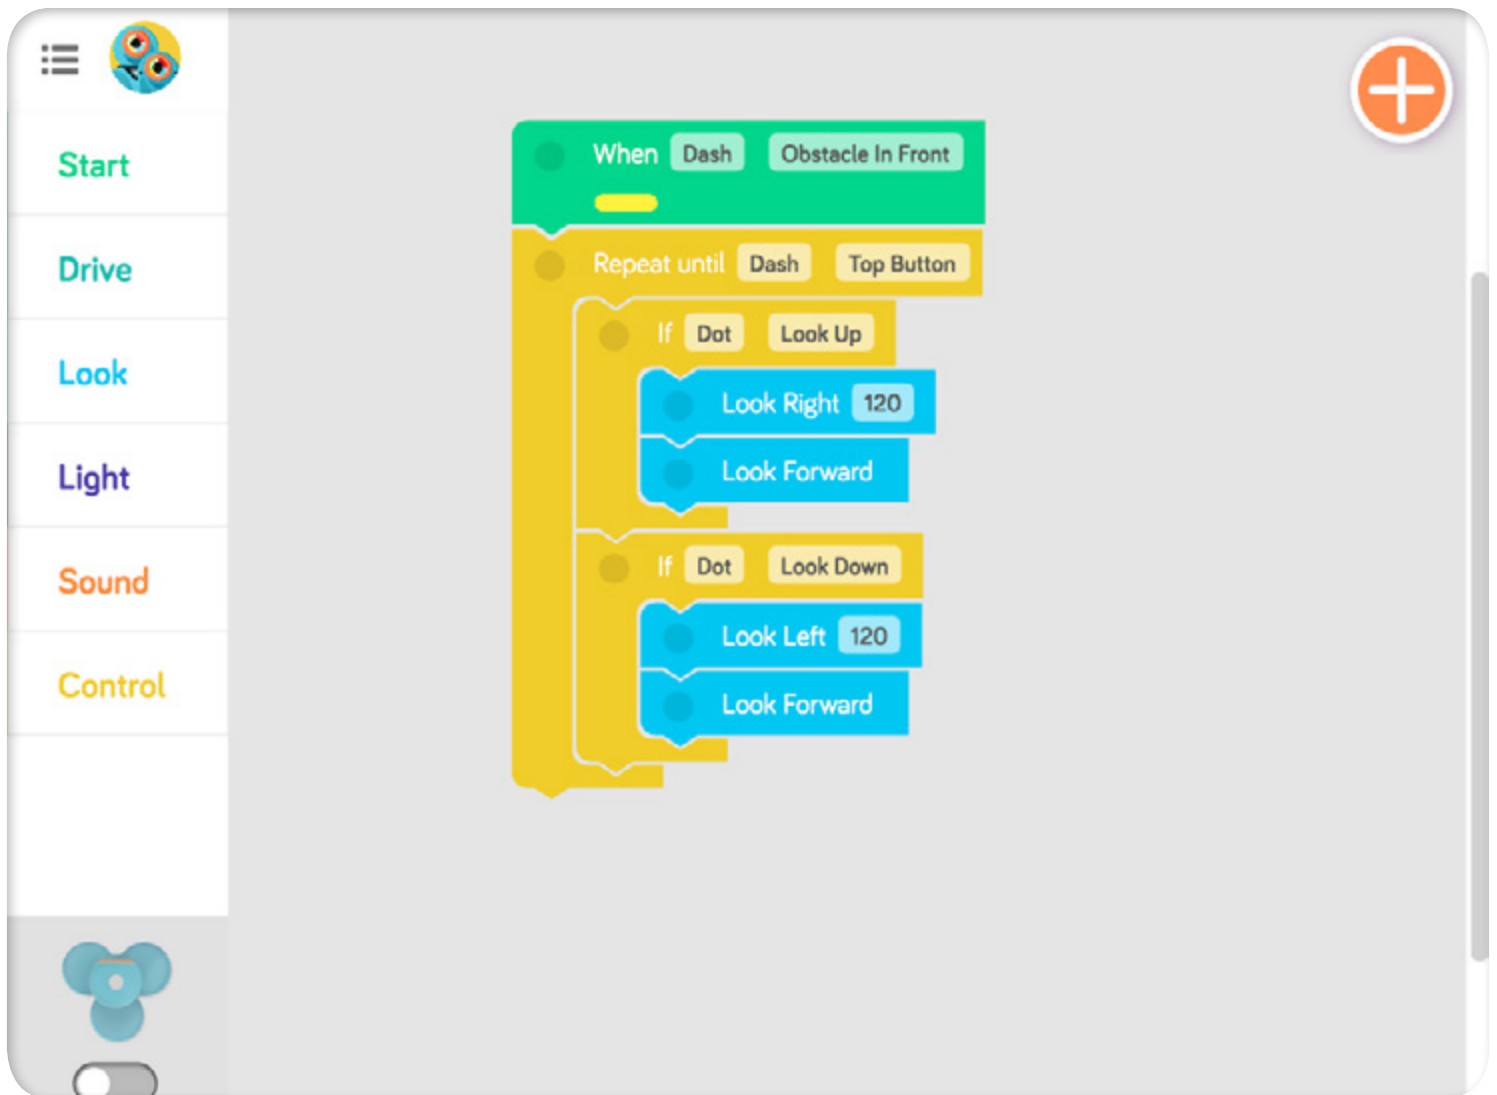 Start
Drive
Look
Light
Sound
Control
When Dash Obstacle In Front
Repeat until Dash Top Button
If Dot Look Up
Look Right 120
Look Forward
If Dot Look Down
Look Left 120
Look Forward